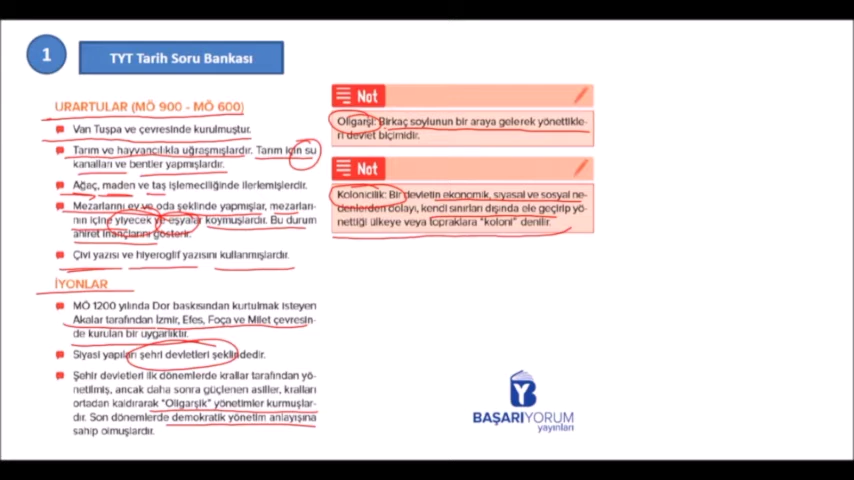 1
TYT Tarih Soru Bankası
URARTULAR (MÖ 900 - MÖ 600)
Van Tuşpa ve çevresinde kurulmuştur.
Tarım ve hayvancılıkla uğraşmışlardır. Tarım için su
kanalları ve bentler yapmışlardır.
Ağaç, maden ve taş işlemeciliğinde ilerlemişlerdir.
Mezarlarını ev ve oda şeklinde yapmışlar, mezarları-
nın içine yiyecek ve eşyalar koymuşlardır. Bu durum
ahiret inançlarını gösterir.
Çivi yazısı ve hiyeroglif yazısını kullanmışlardır.
İYONLAR
MÖ 1200 yılında Dor baskısından kurtulmak isteyen
Akalar tarafından İzmir, Efes, Foça ve Milet çevresin-
de kurulan bir uygarlıktır.
Siyasi yapıları şehri devletleri şeklindedir.
Şehir devletleri ilk dönemlerde krallar tarafından yö-
netilmiş, ancak daha sonra güçlenen asiller, kralları
ortadan kaldırarak "Oligarşik" yönetimler kurmuşlar-
dır. Son dönemlerde demokratik yönetim anlayışına
sahip olmuşlardır.
Not
Oligarşi: Birkaç soylunun bir araya gelerek yönettikle-
ri devlet biçimidir.
Not
Kolonicilik: Bir devletin ekonomik, siyasal ve sosyal ne-
denlerden dolayı, kendi sınırları dışında ele geçirip yö-
nettiği ülkeye veya topraklara "koloni" denilir.
BAŞARIYORUM
yayınları